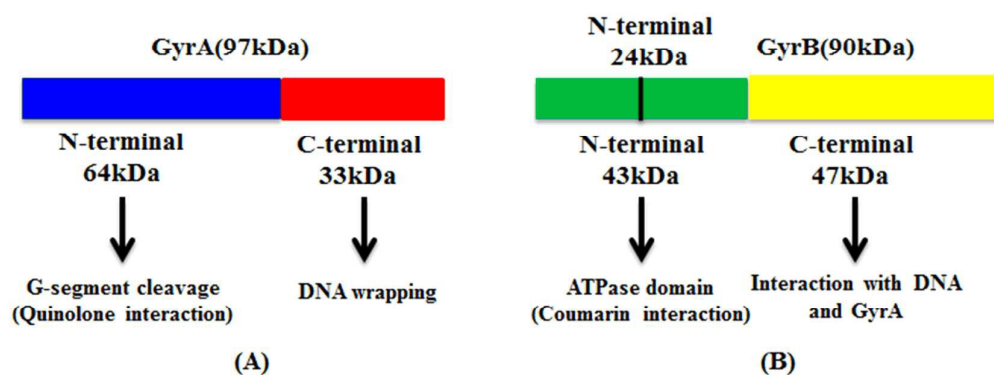 GyrA(97kDa)
N-terminal
64kDa
C-terminal
33kDa
G-segment cleavage
(Quinolone interaction)
DNA wrapping
(A)
N-terminal
24kDa
GyrB(90kDa)
N-terminal
43kDa
C-terminal
47kDa
ATPase domain
(Coumarin interaction)
Interaction with DNA
and GyrA
(B)